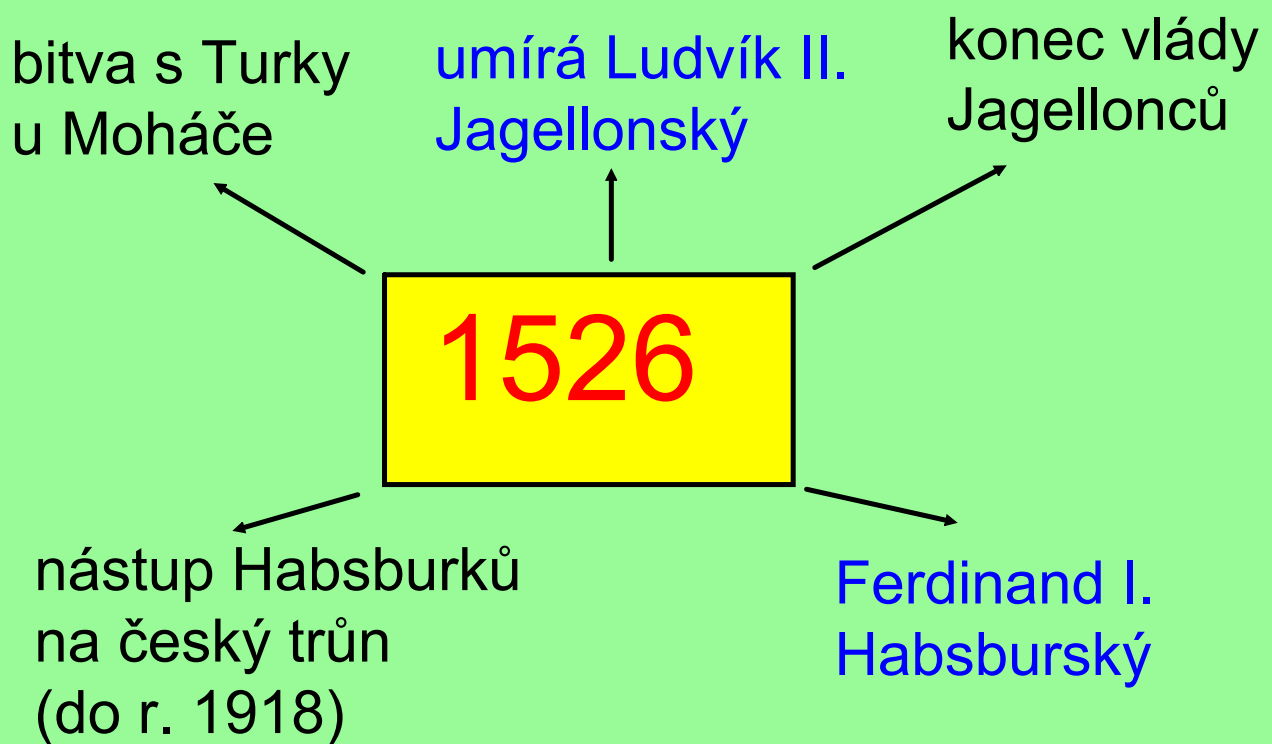 bitva s Turky
u Moháče
umírá Ludvík II.
Jagellonský
konec vlády
Jagellonců
1526
nástup Habsburků
na český trůn
(do r. 1918)
Ferdinand I.
Habsburský